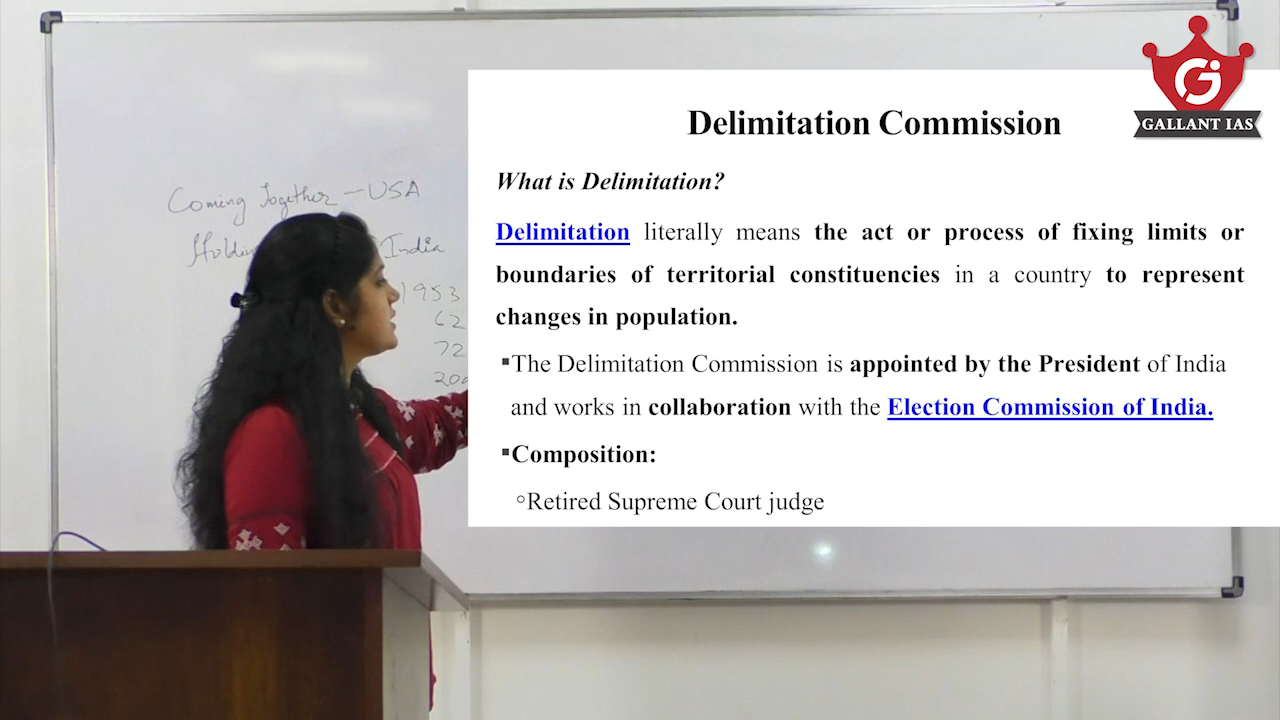 GALLANT IAS
Delimitation Commission
What is Delimitation?
Delimitation literally means the act or process of fixing limits or
boundaries of territorial constituencies in a country to represent
changes in population.
▪The Delimitation Commission is appointed by the President of India
and works in collaboration with the Election Commission of India.
▪Composition:
○Retired Supreme Court judge
Coming Together — USA
India
1953
62
72